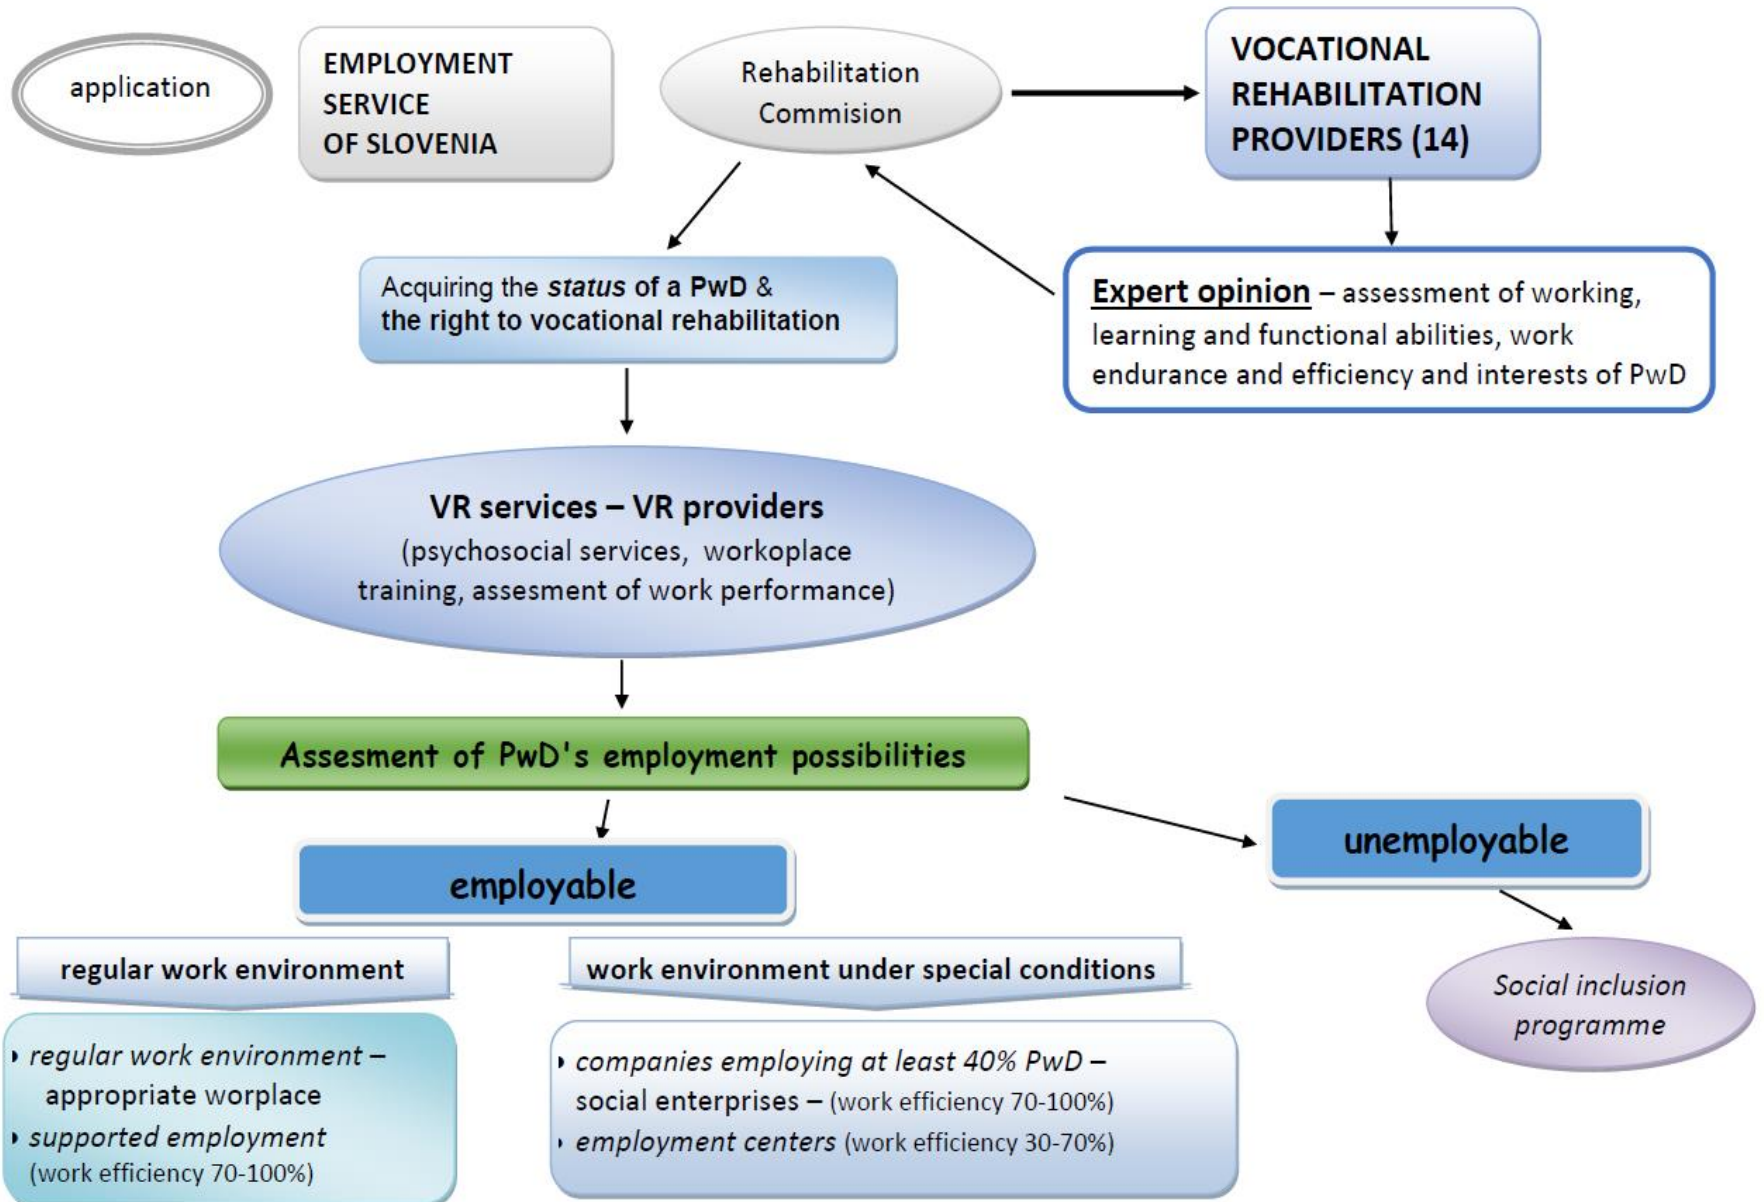 application
EMPLOYMENT
SERVICE
OF SLOVENIA
Rehabilitation
Commision
VOCATIONAL
REHABILITATION
PROVIDERS (14)
Acquiring the status of a PwD &
the right to vocational rehabilitation
Expert opinion – assessment of working,
learning and functional abilities, work
endurance and efficiency and interests of PwD
VR services – VR providers
(psychosocial services, workoplace
training, assesment of work performance)
Assesment of PwD's employment possibilities
employable
unemployable
regular work environment
work environment under special conditions
Social inclusion
programme
• regular work environment –
appropriate worplace
• supported employment
(work efficiency 70-100%)
• companies employing at least 40% PwD –
social enterprises – (work efficiency 70-100%)
• employment centers (work efficiency 30-70%)